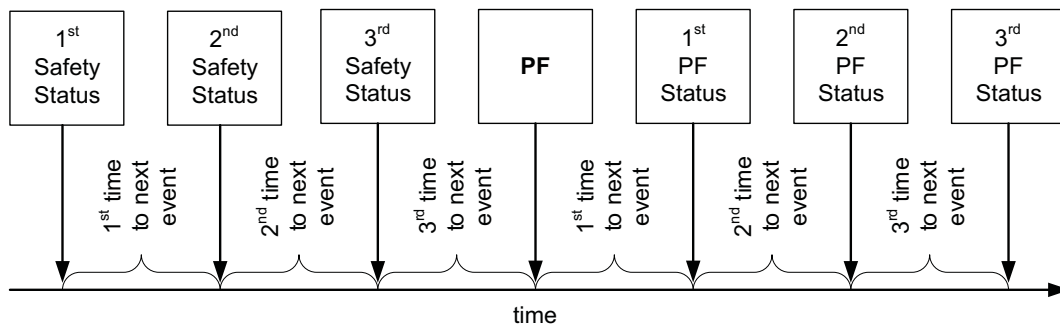 1st
Safety
Status
2nd
Safety
Status
3rd
Safety
Status
PF
1st
PF
Status
2nd
PF
Status
3rd
PF
Status
1st time
to next
event
2nd time
to next
event
3rd time
to next
event
1st time
to next
event
2nd time
to next
event
3rd time
to next
event
time